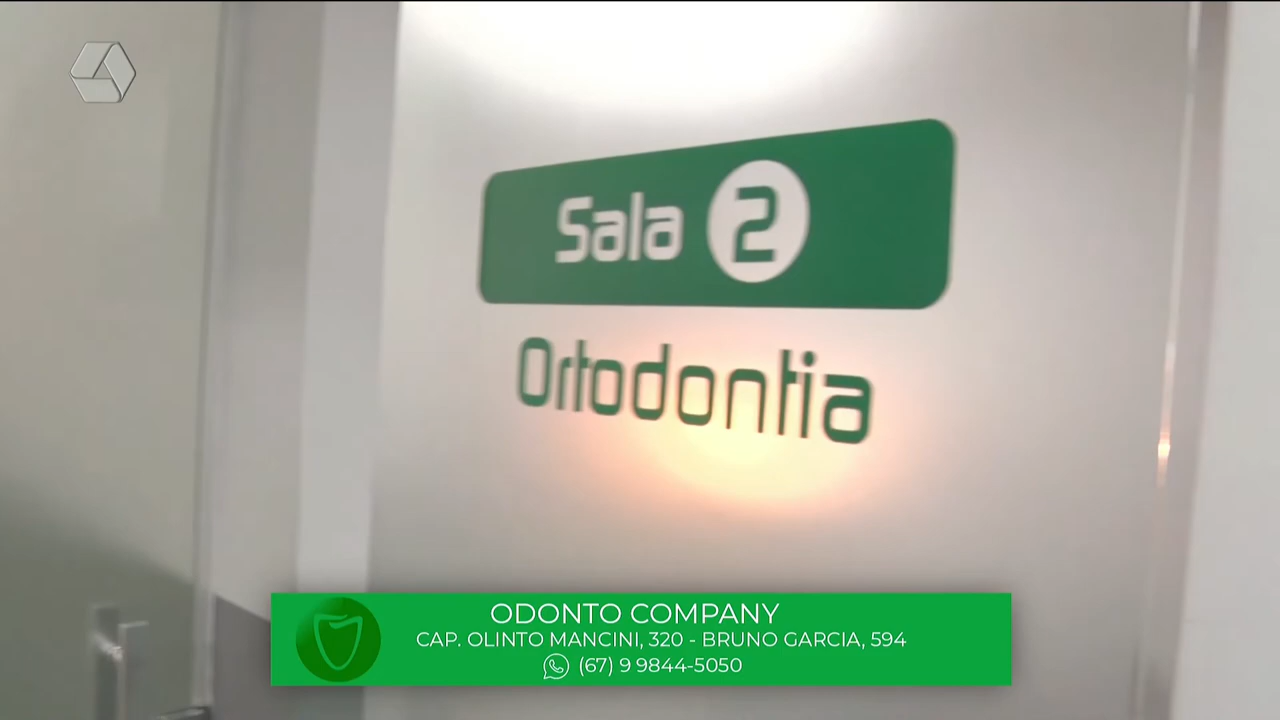 Sala 2
Ortodontia
ODONTO COMPANY
CAP. OLINTO MANCINI, 320 - BRUNO GARCIA, 594
(67) 9 9844-5050